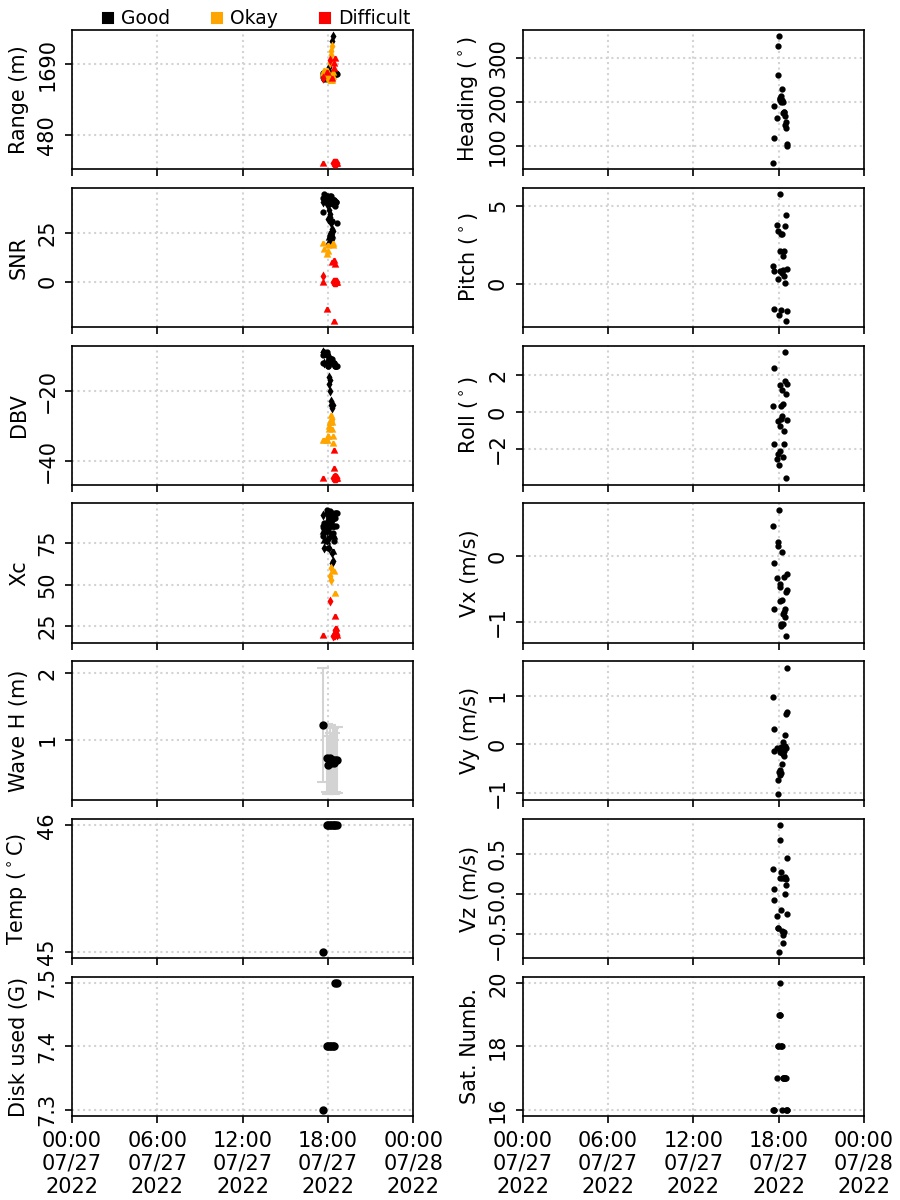 Good Okay Difficult
Range (m)
1690
480
Heading (°)
300
200
100
SNR
25
0
Pitch (°)
5
0
DBV
−20
−40
Roll (°)
2
0
−2
Xc
75
50
25
Vx (m/s)
0
−1
Wave H (m)
2
1
Vy (m/s)
1
0
−1
Temp (°C)
46
45
Vz (m/s)
0.5
0.0
−0.5
Disk used (G)
7.5
7.4
7.3
Sat. Numb.
20
18
16
00:00 06:00 12:00 18:00 00:00
07/27 07/27 07/27 07/27 07/28
2022 2022 2022 2022 2022
00:00 06:00 12:00 18:00 00:00
07/27 07/27 07/27 07/27 07/28
2022 2022 2022 2022 2022